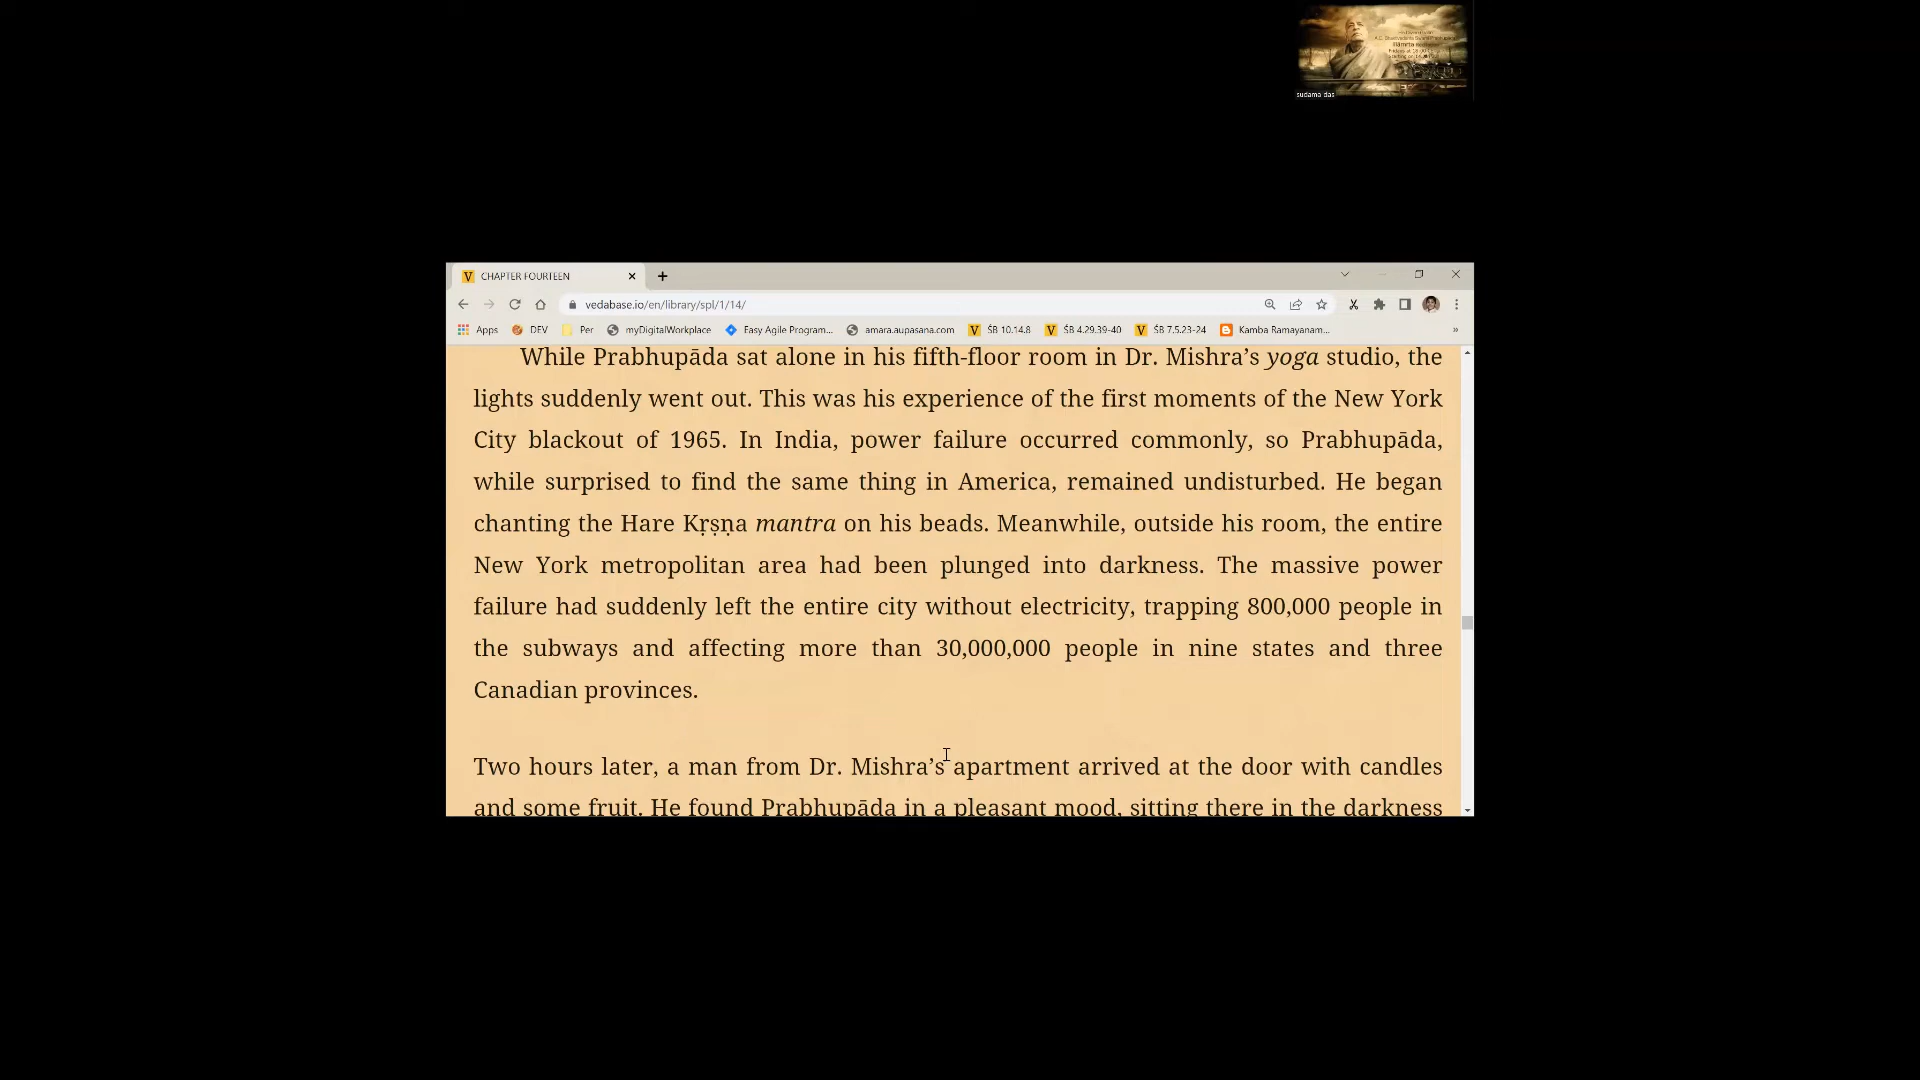 A.C. Bhaktivedanta Swami Prabhupada
sudama das
CHAPTER FOURTEEN
vedabase.io/en/library/spl/1/14/
Apps DEV Per myDigitalWorkplace Easy Agile Program... amara.aupasana.com ŚB 10.14.8 ŚB 4.29.39-40 ŚB 7.5.23-24 Kamba Ramayanam... »
While Prabhupāda sat alone in his fifth-floor room in Dr. Mishra’s yoga studio, the
lights suddenly went out. This was his experience of the first moments of the New York
City blackout of 1965. In India, power failure occurred commonly, so Prabhupāda,
while surprised to find the same thing in America, remained undisturbed. He began
chanting the Hare Kṛṣṇa mantra on his beads. Meanwhile, outside his room, the entire
New York metropolitan area had been plunged into darkness. The massive power
failure had suddenly left the entire city without electricity, trapping 800,000 people in
the subways and affecting more than 30,000,000 people in nine states and three
Canadian provinces.
Two hours later, a man from Dr. Mishra’s apartment arrived at the door with candles
and some fruit. He found Prabhupāda in a pleasant mood, sitting there in the darkness